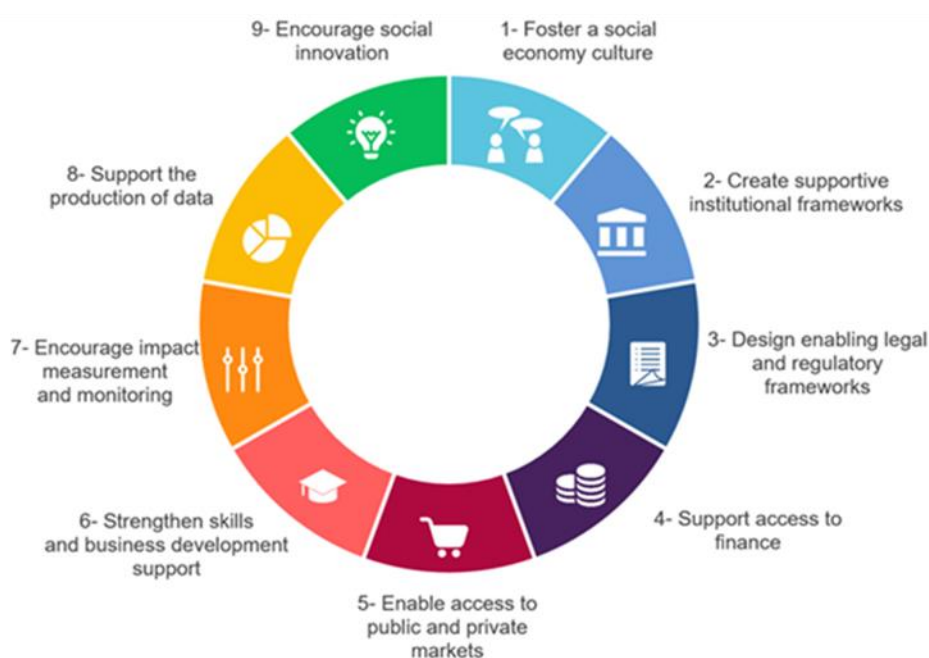 1- Foster a social
economy culture
2- Create supportive
institutional frameworks
3- Design enabling legal
and regulatory
frameworks
4- Support access to
finance
5- Enable access to
public and private
markets
6- Strengthen skills
and business development
support
7- Encourage impact
measurement
and monitoring
8- Support the
production of data
9- Encourage social
innovation